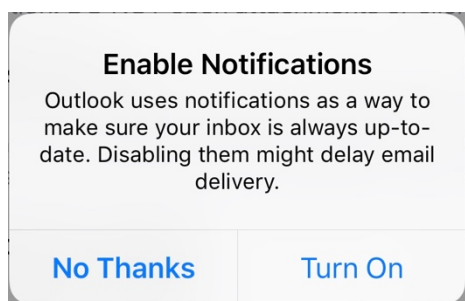 Enable Notifications
Outlook uses notifications as a way to
make sure your inbox is always up-to-
date. Disabling them might delay email
delivery.
No Thanks Turn On